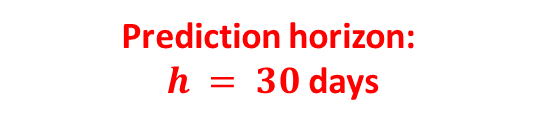 Prediction horizon:
h = 30 days